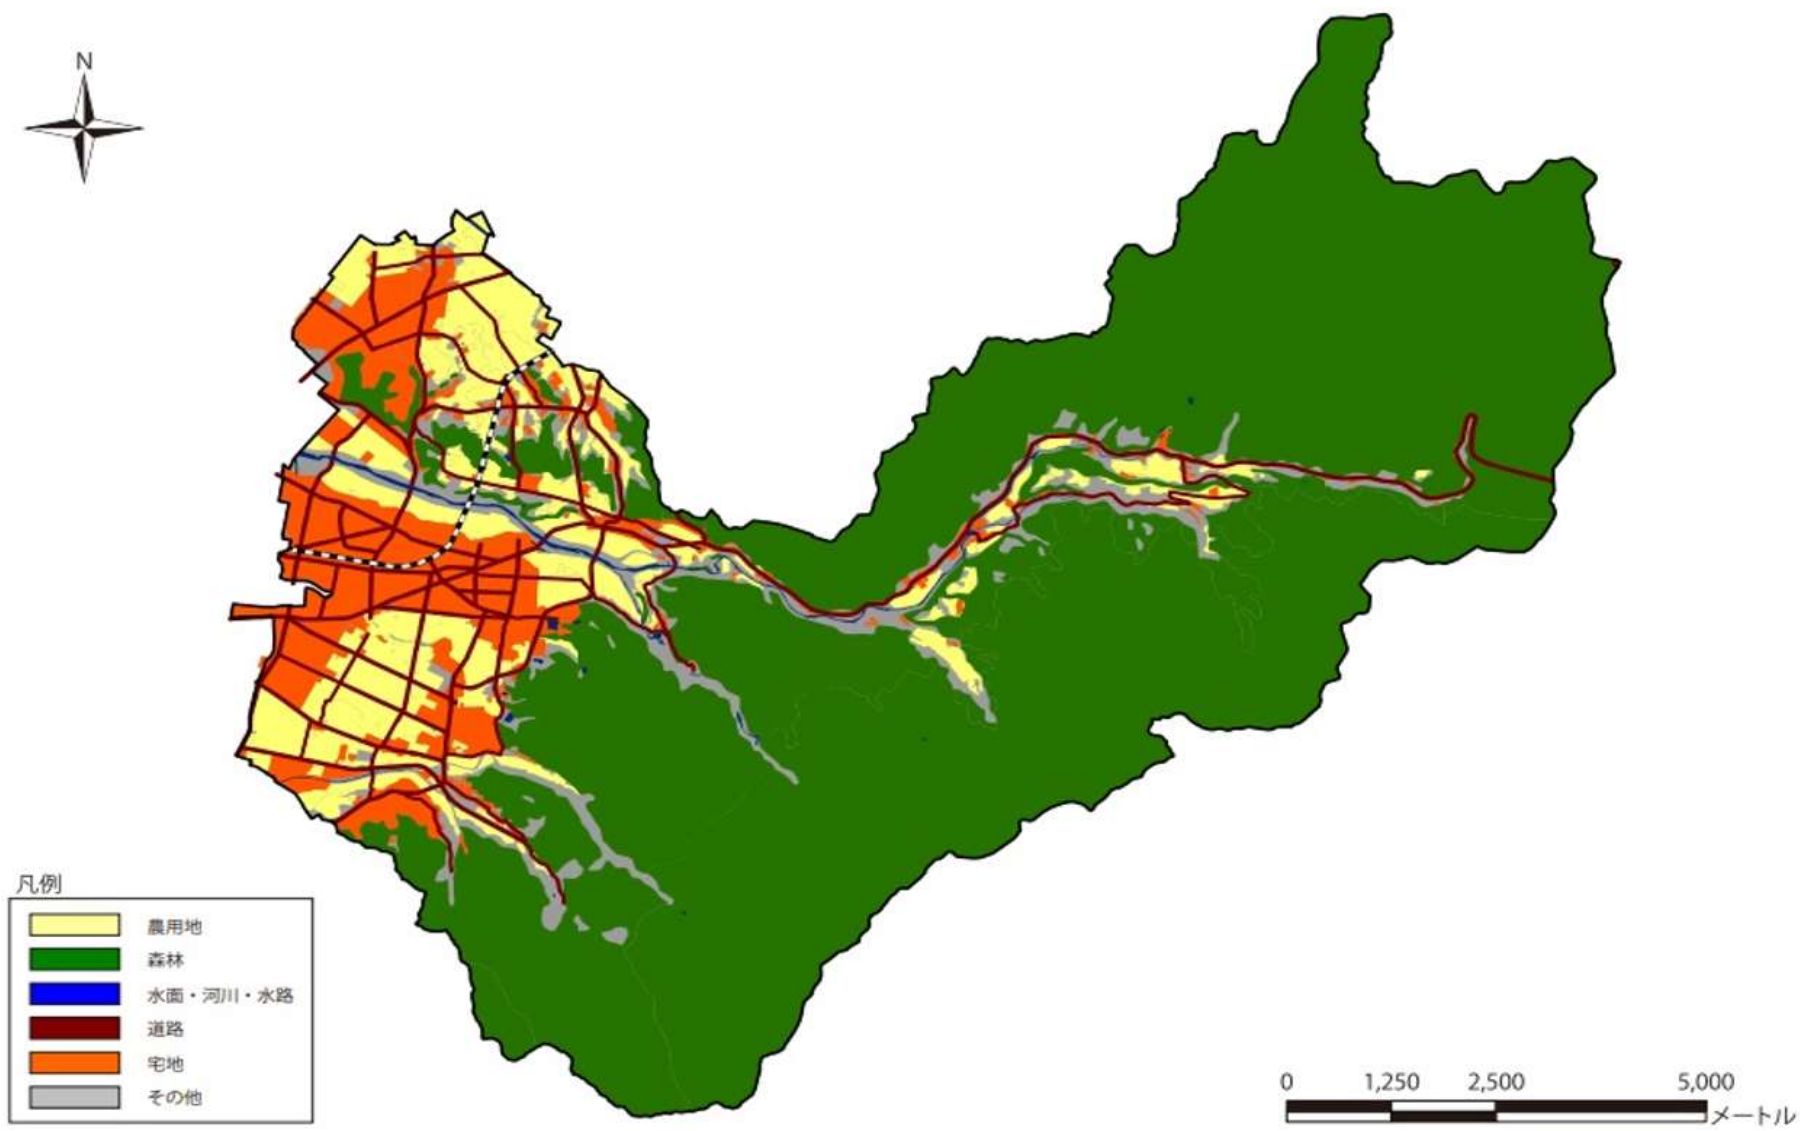 N
凡例
農用地
森林
水面・河川・水路
道路
宅地
その他
0 1,250 2,500 5,000
メートル